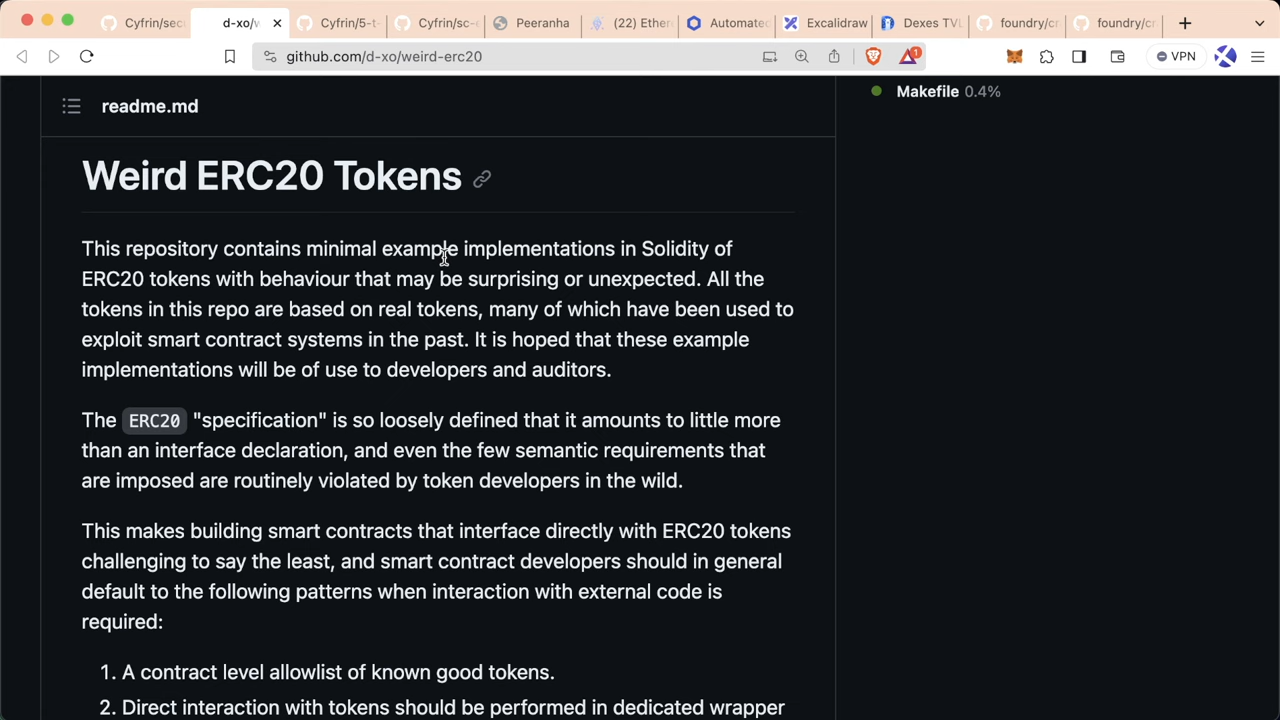 Cyfrin/sec
d-xo/w
Cyfrin/5-t-
Cyfrin/sc-e
Peeranha
(22) Ether
Automated
Excalidraw
Dexes TVL
foundry/cr
foundry/cr
github.com/d-xo/weird-erc20
1
VPN
readme.md
Makefile 0.4%
Weird ERC20 Tokens
This repository contains minimal example implementations in Solidity of
ERC20 tokens with behaviour that may be surprising or unexpected. All the
tokens in this repo are based on real tokens, many of which have been used to
exploit smart contract systems in the past. It is hoped that these example
implementations will be of use to developers and auditors.
The ERC20 "specification" is so loosely defined that it amounts to little more
than an interface declaration, and even the few semantic requirements that
are imposed are routinely violated by token developers in the wild.
This makes building smart contracts that interface directly with ERC20 tokens
challenging to say the least, and smart contract developers should in general
default to the following patterns when interaction with external code is
required:
1. A contract level allowlist of known good tokens.
2. Direct interaction with tokens should be performed in dedicated wrapper